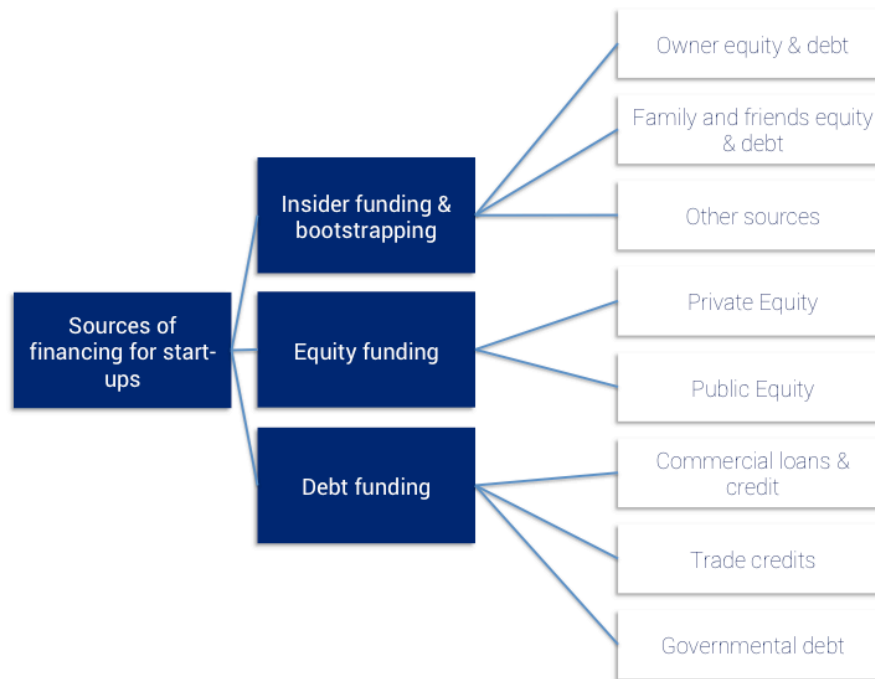 Sources of
financing for start-
ups
Insider funding &
bootstrapping
Equity funding
Debt funding
Owner equity & debt
Family and friends equity
& debt
Other sources
Private Equity
Public Equity
Commercial loans &
credit
Trade credits
Governmental debt